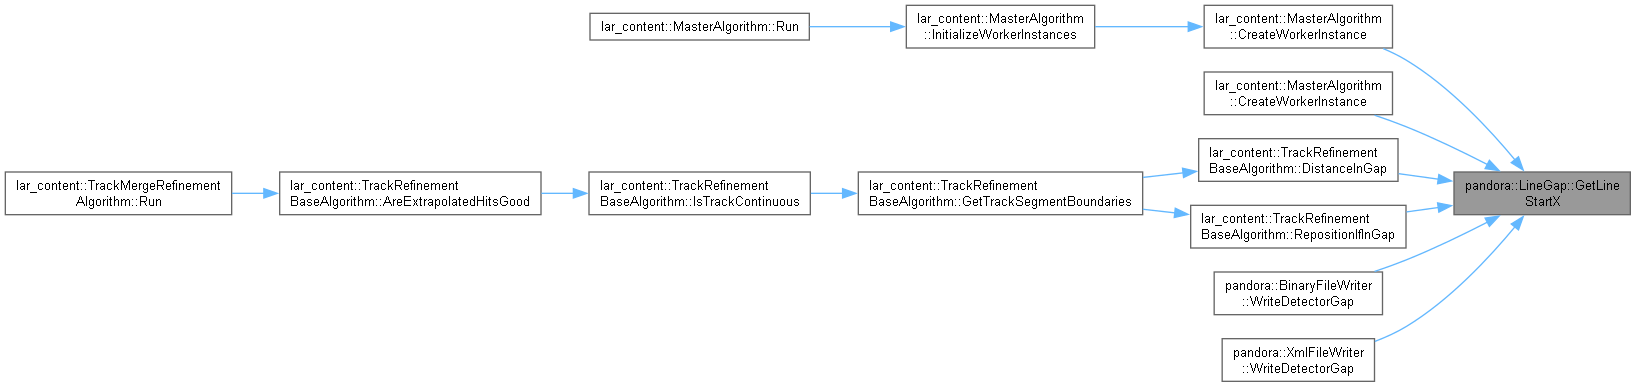 lar_content::MasterAlgorithm::Run
lar_content::MasterAlgorithm
::InitializeWorkerInstances
lar_content::MasterAlgorithm
::CreateWorkerInstance
lar_content::MasterAlgorithm
::CreateWorkerInstance
lar_content::TrackMergeRefinement
Algorithm::Run
lar_content::TrackRefinement
BaseAlgorithm::AreExtrapolatedHitsGood
lar_content::TrackRefinement
BaseAlgorithm::IsTrackContinuous
lar_content::TrackRefinement
BaseAlgorithm::GetTrackSegmentBoundaries
lar_content::TrackRefinement
BaseAlgorithm::DistanceInGap
lar_content::TrackRefinement
BaseAlgorithm::RepositionIfInGap
pandora::LineGap::GetLine
StartX
pandora::BinaryFileWriter
::WriteDetectorGap
pandora::XmlFileWriter
::WriteDetectorGap